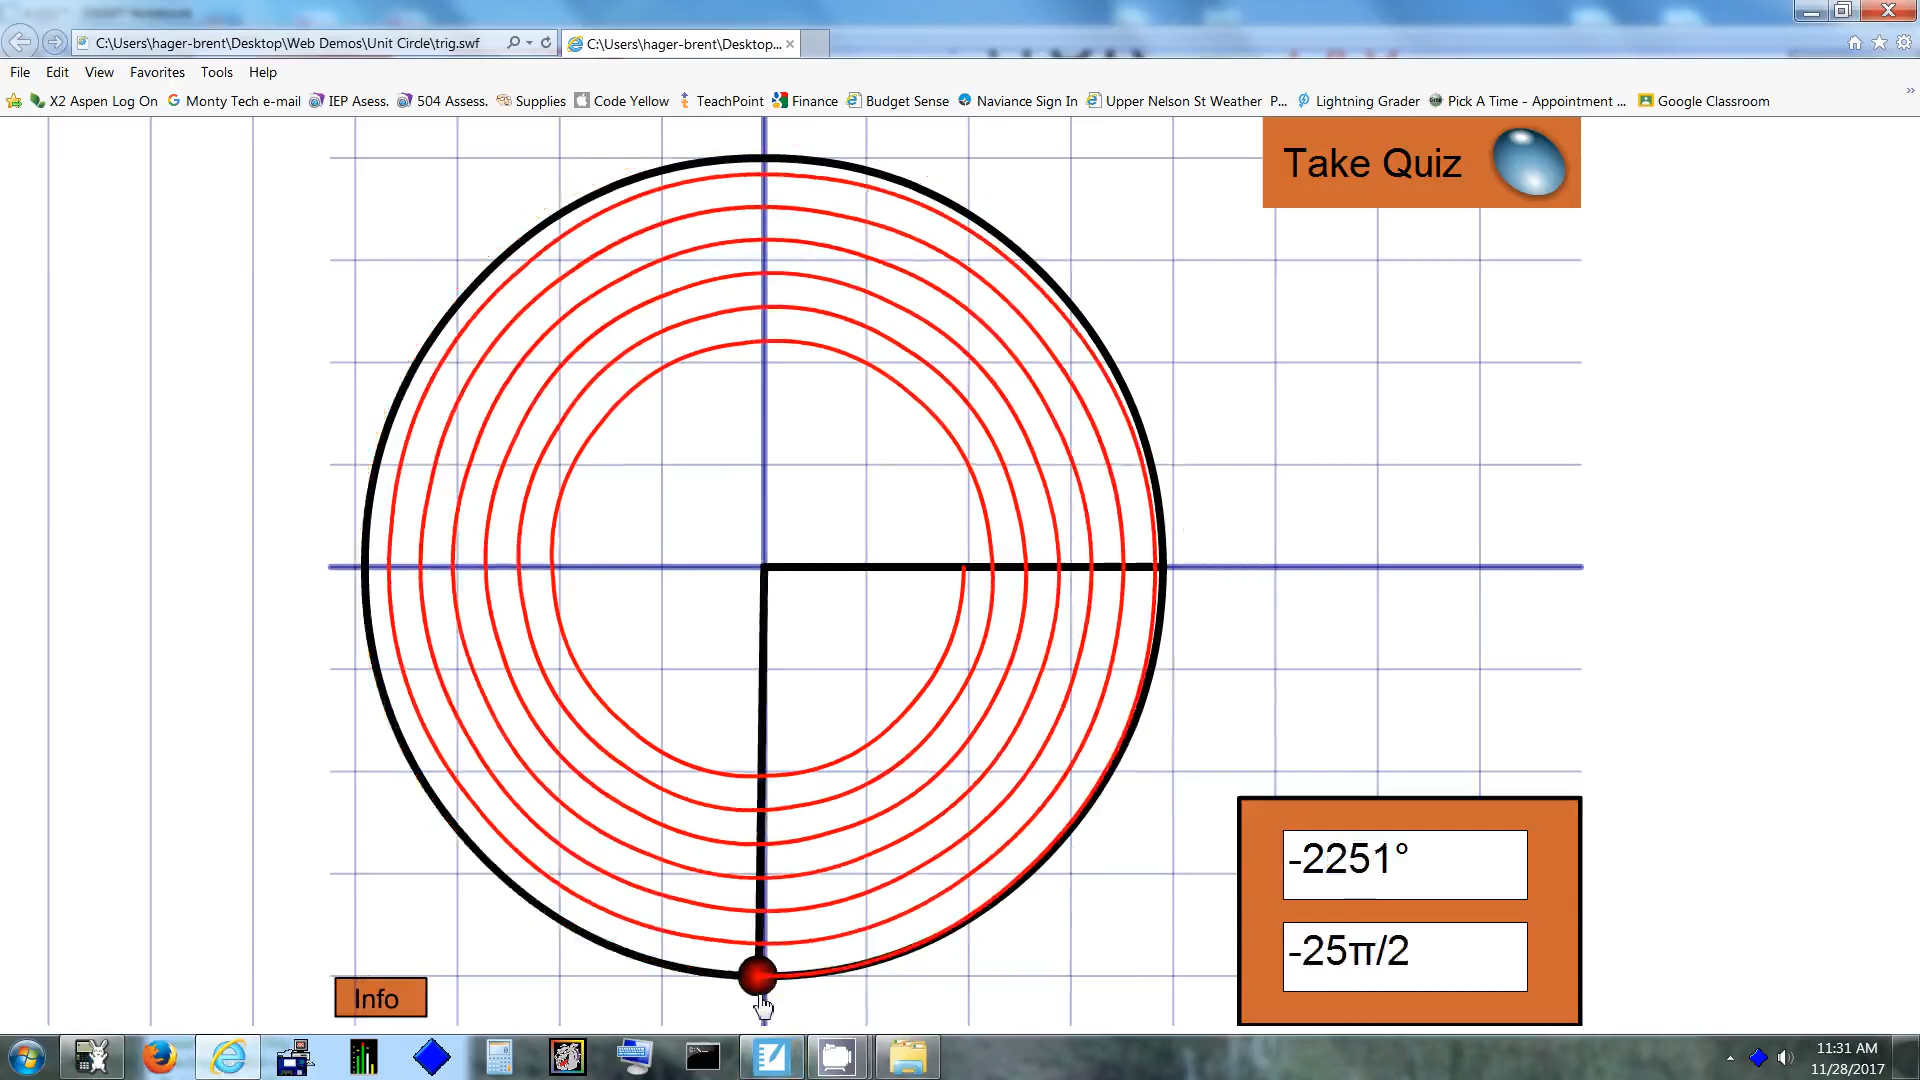 C:\Users\hager-brent\Desktop\Web Demos\Unit Circle\trig.swf
C:\Users\hager-brent\Desktop...
File Edit View Favorites Tools Help
X2 Aspen Log On Monty Tech e-mail IEP Asess. 504 Assess. Supplies Code Yellow TeachPoint Finance Budget Sense Naviance Sign In Upper Nelson St Weather P... Lightning Grader Pick A Time - Appointment ... Google Classroom
Take Quiz
-2251°
-25π/2
Info
11:31 AM
11/28/2017